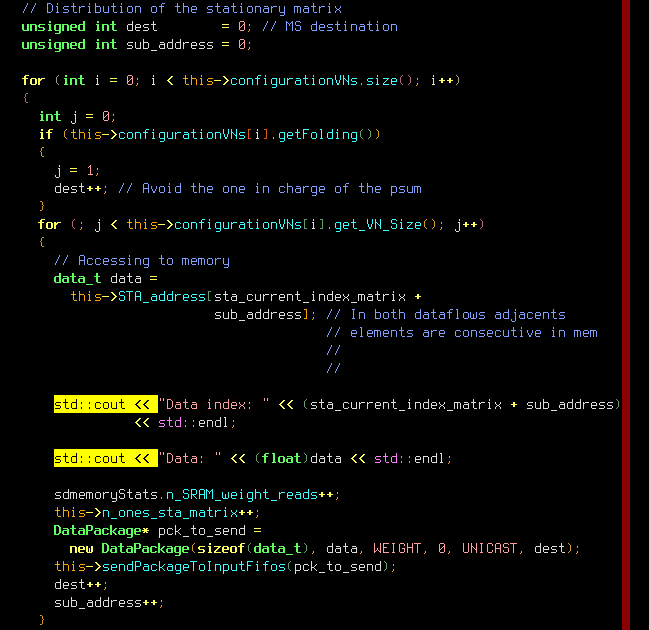 // Distribution of the stationary matrix
unsigned int dest        = 0; // MS destination
unsigned int sub_address = 0;

for (int i = 0; i < this->configurationVNs.size(); i++)
{
  int j = 0;
  if (this->configurationVNs[i].getFolding())
  {
    j = 1;
    dest++; // Avoid the one in charge of the psum
  }
  for (; j < this->configurationVNs[i].get_VN_Size(); j++)
  {
    // Accessing to memory
    data_t data =
      this->STA_address[sta_current_index_matrix +
                        sub_address]; // In both dataflows adjacents
                                      // elements are consecutive in mem
                                      //
                                      //

    std::cout << "Data index: " << (sta_current_index_matrix + sub_address)
              << std::endl;

    std::cout << "Data: " << (float)data << std::endl;

    sdmemoryStats.n_SRAM_weight_reads++;
    this->n_ones_sta_matrix++;
    DataPackage* pck_to_send =
      new DataPackage(sizeof(data_t), data, WEIGHT, 0, UNICAST, dest);
    this->sendPackageToInputFifos(pck_to_send);
    dest++;
    sub_address++;
  }